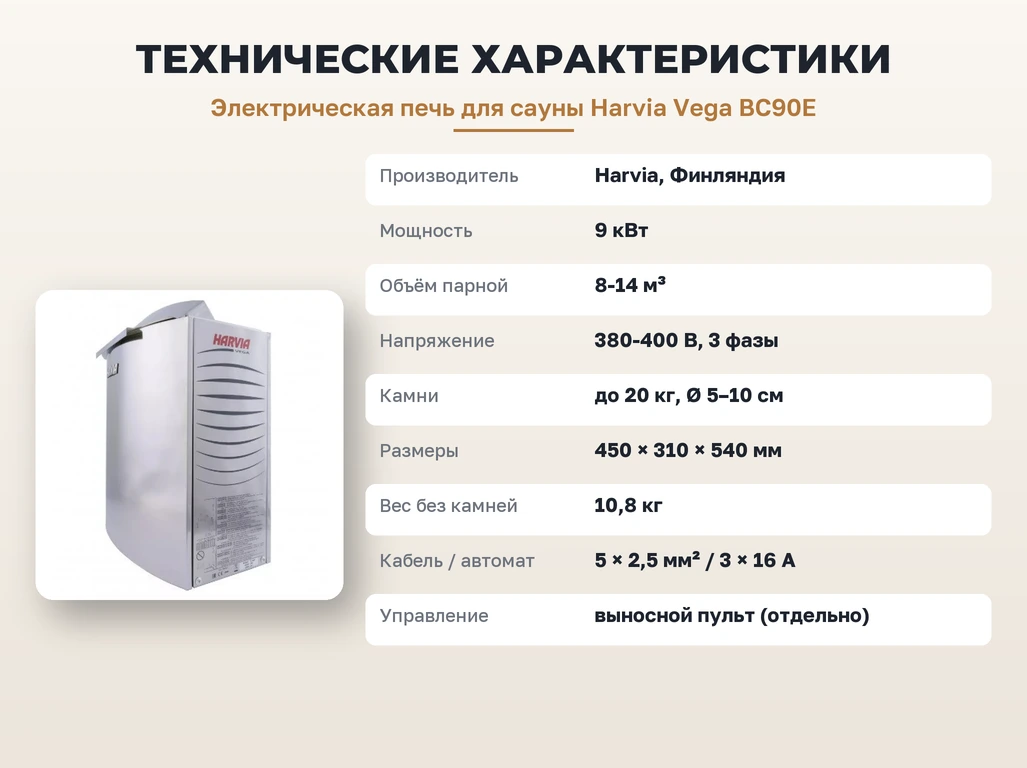 ТЕХНИЧЕСКИЕ ХАРАКТЕРИСТИКИ
Электрическая печь для сауны Harvia Vega BC90E
Производитель Harvia, Финляндия
Мощность 9 кВт
Объём парной 8-14 м³
Напряжение 380-400 В, 3 фазы
Камни до 20 кг, Ø 5–10 см
Размеры 450 × 310 × 540 мм
Вес без камней 10,8 кг
Кабель / автомат 5 × 2,5 мм² / 3 × 16 А
Управление выносной пульт (отдельно)
HARVIA